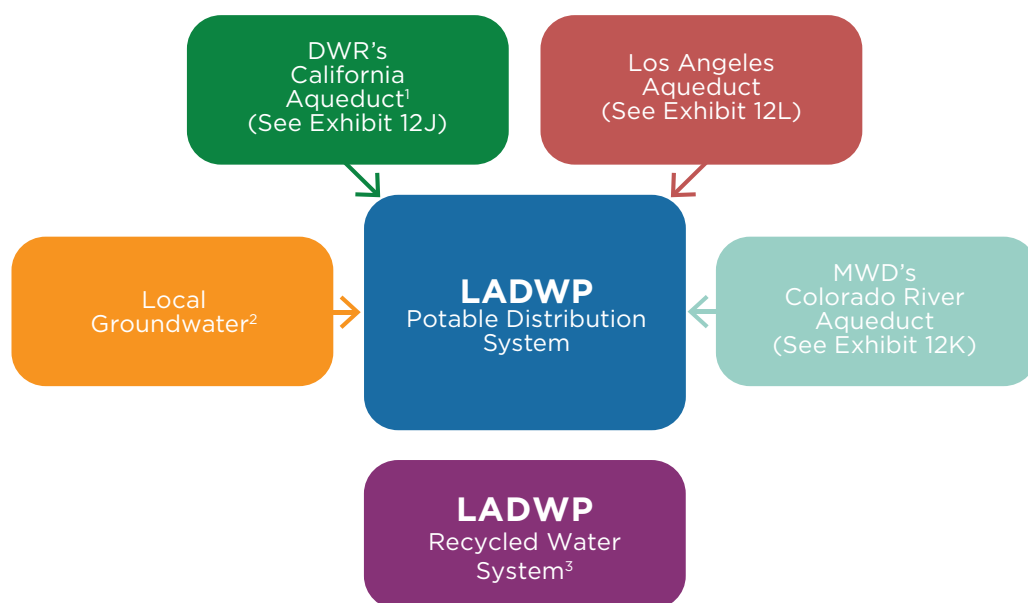 DWR's
California
Aqueduct¹
(See Exhibit 12J)
Los Angeles
Aqueduct
(See Exhibit 12L)
Local
Groundwater²
LADWP
Potable Distribution
System
MWD's
Colorado River
Aqueduct
(See Exhibit 12K)
LADWP
Recycled Water
System³